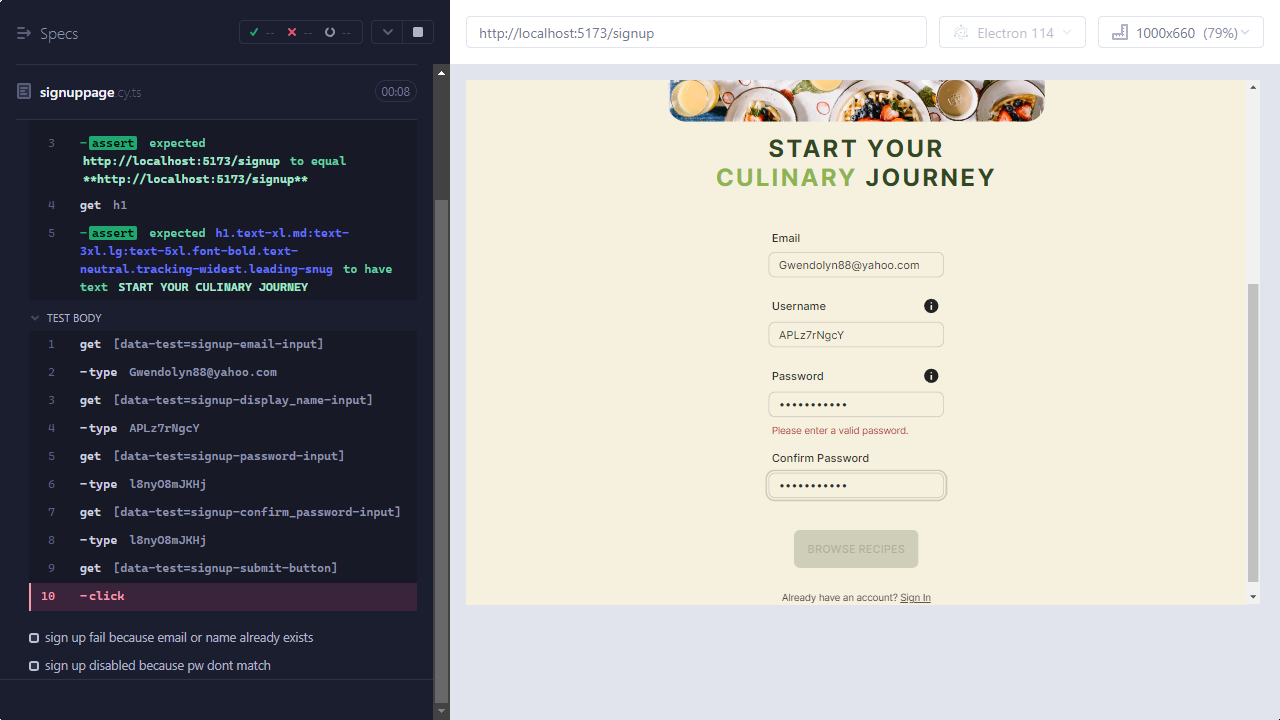 Specs
-- -- --
signuppage.cy.ts
00:08
3 -assert expected
http://localhost:5173/signup to equal
**http://localhost:5173/signup**
4 get h1
5 -assert expected h1.text-xl.md:text-
3xl.lg:text-5xl.font-bold.text-
neutral.tracking-widest.leading-snug to have
text START YOUR CULINARY JOURNEY
TEST BODY
1 get [data-test=signup-email-input]
2 -type Gwendolyn88@yahoo.com
3 get [data-test=signup-display_name-input]
4 -type APLz7rNgcY
5 get [data-test=signup-password-input]
6 -type l8nyO8mJKHj
7 get [data-test=signup-confirm_password-input]
8 -type l8nyO8mJKHj
9 get [data-test=signup-submit-button]
10 -click
sign up fail because email or name already exists
sign up disabled because pw dont match
http://localhost:5173/signup
Electron 114
1000x660 (79%)
START YOUR
CULINARY JOURNEY
Email
Gwendolyn88@yahoo.com
Username
APLz7rNgcY
Password
•••••••••••
Please enter a valid password.
Confirm Password
•••••••••••
BROWSE RECIPES
Already have an account? Sign In